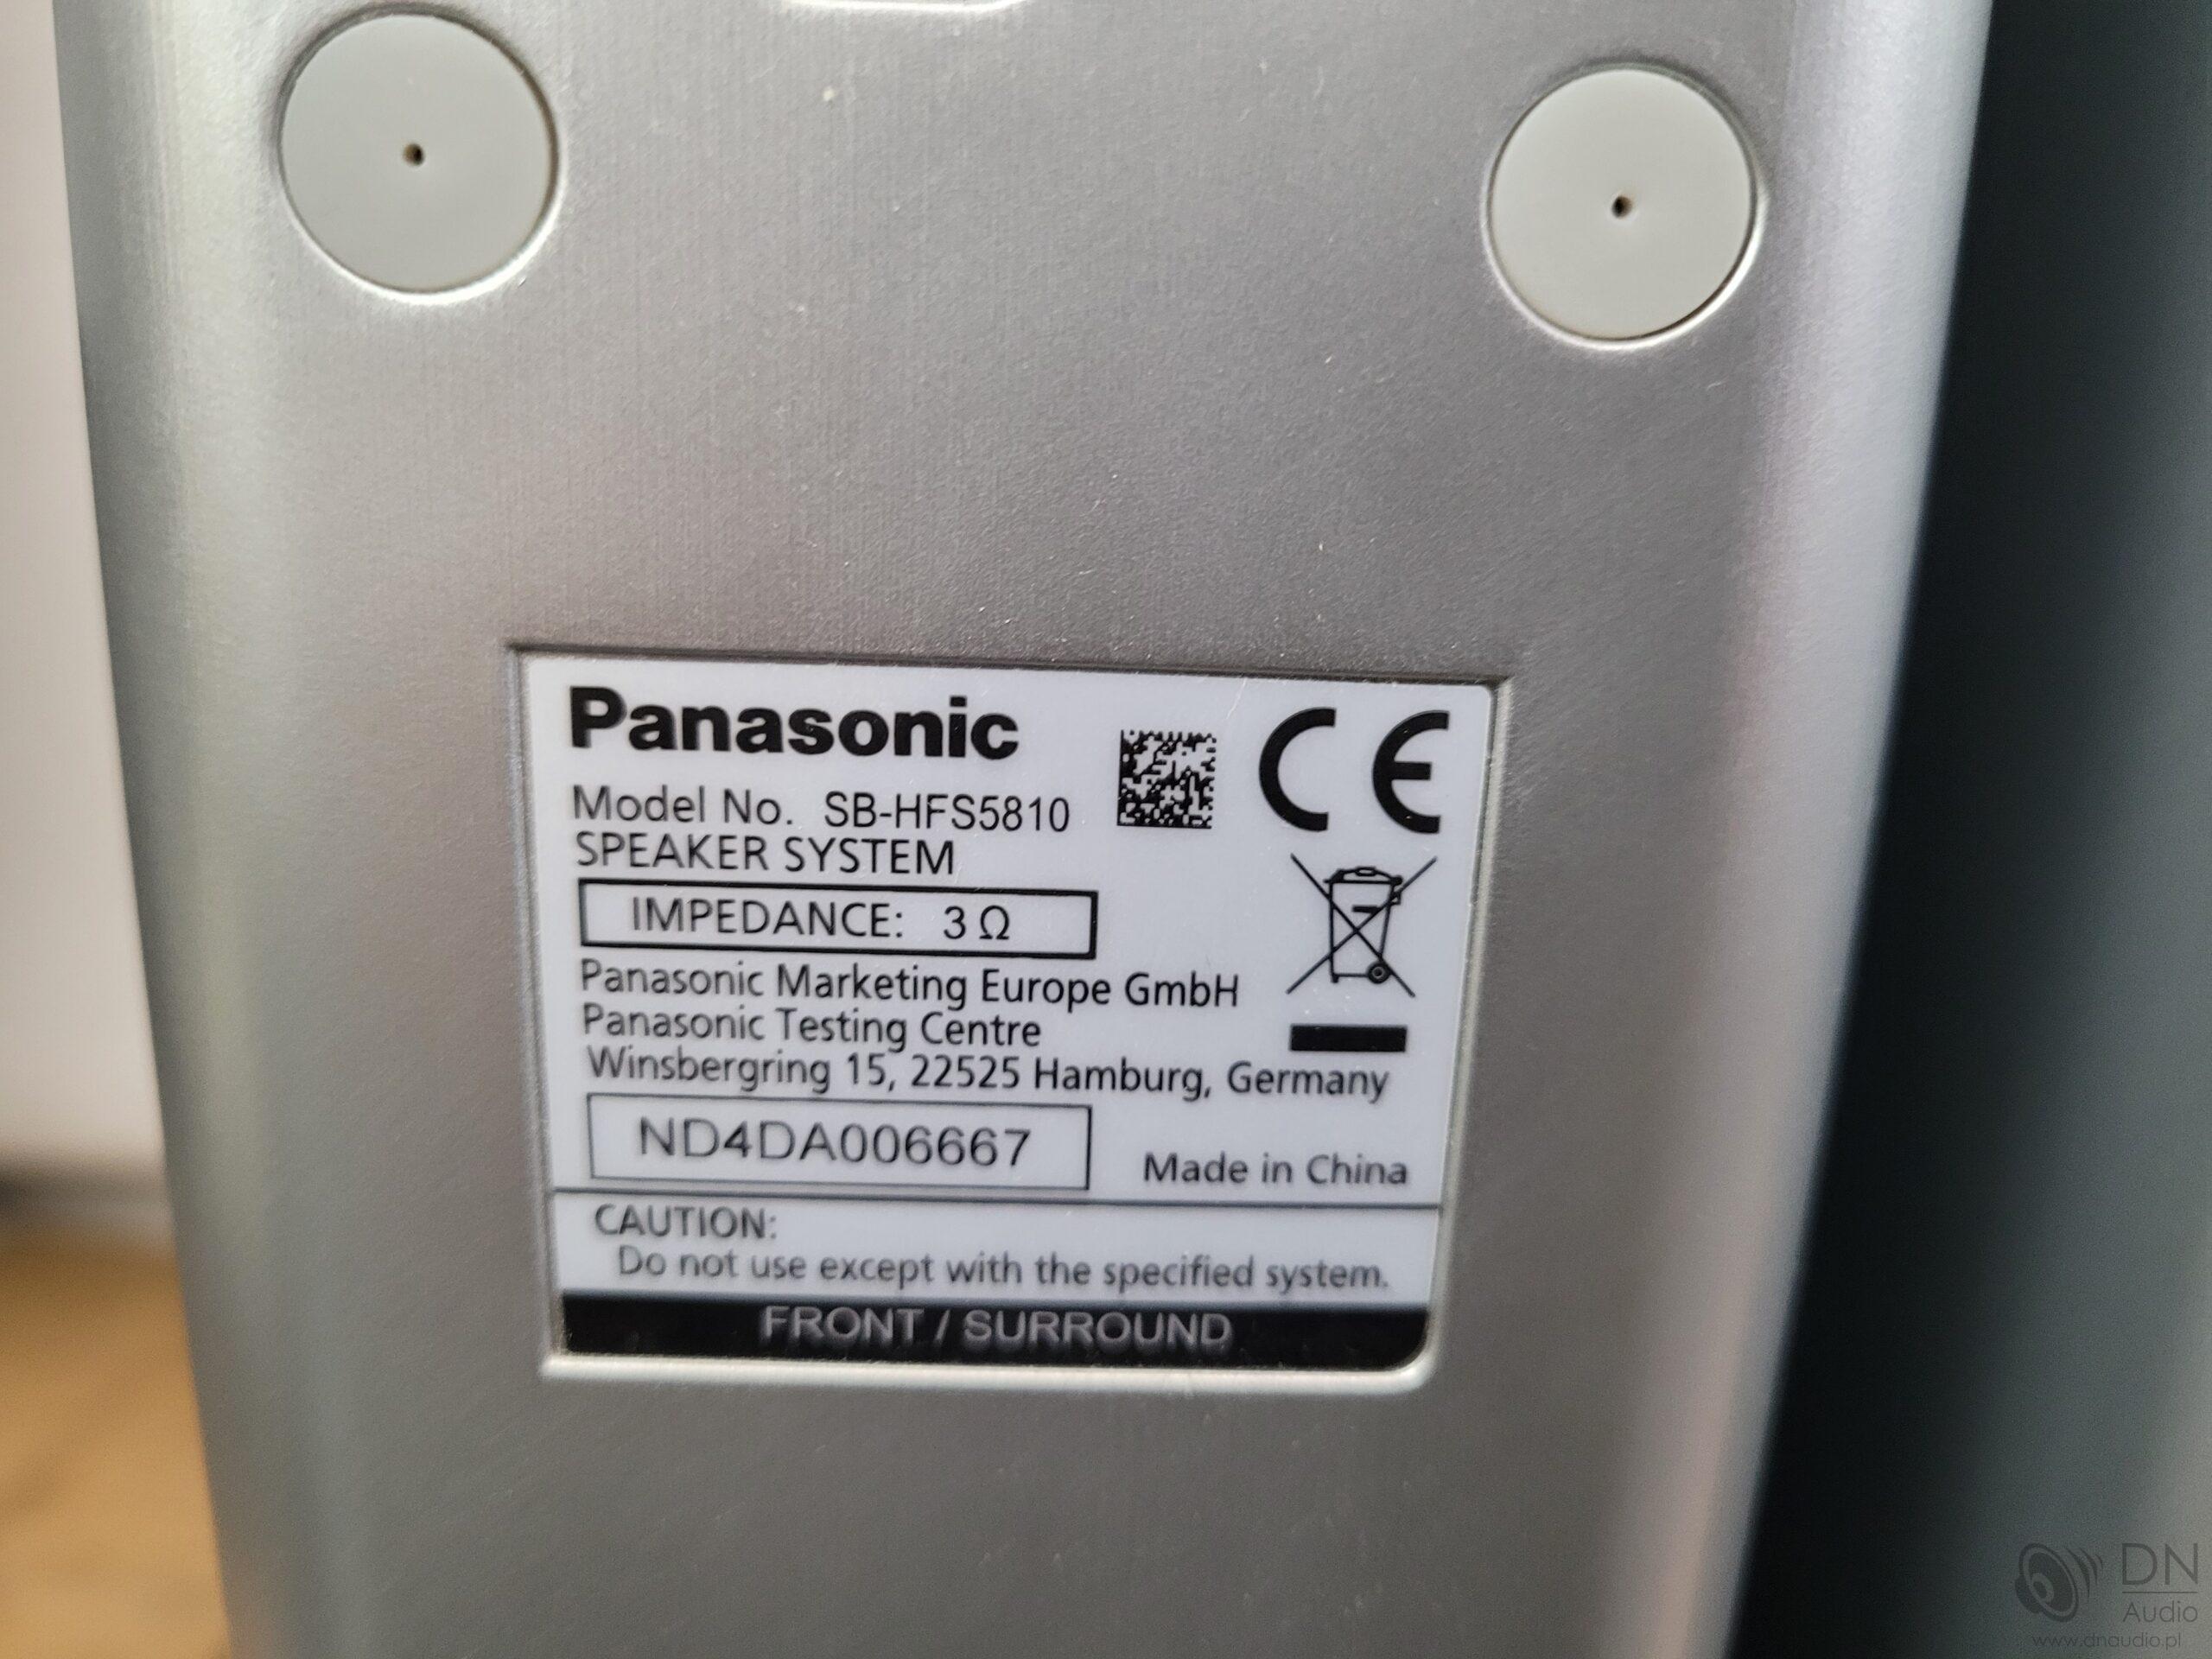 Panasonic
CE
Model No. SB-HFS5810
SPEAKER SYSTEM
IMPEDANCE: 3 Ω
Panasonic Marketing Europe GmbH
Panasonic Testing Centre
Winsbergring 15, 22525 Hamburg, Germany
ND4DA006667
Made in China
CAUTION:
Do not use except with the specified system.
FRONT / SURROUND
DN
Audio
www.dnaudio.pl